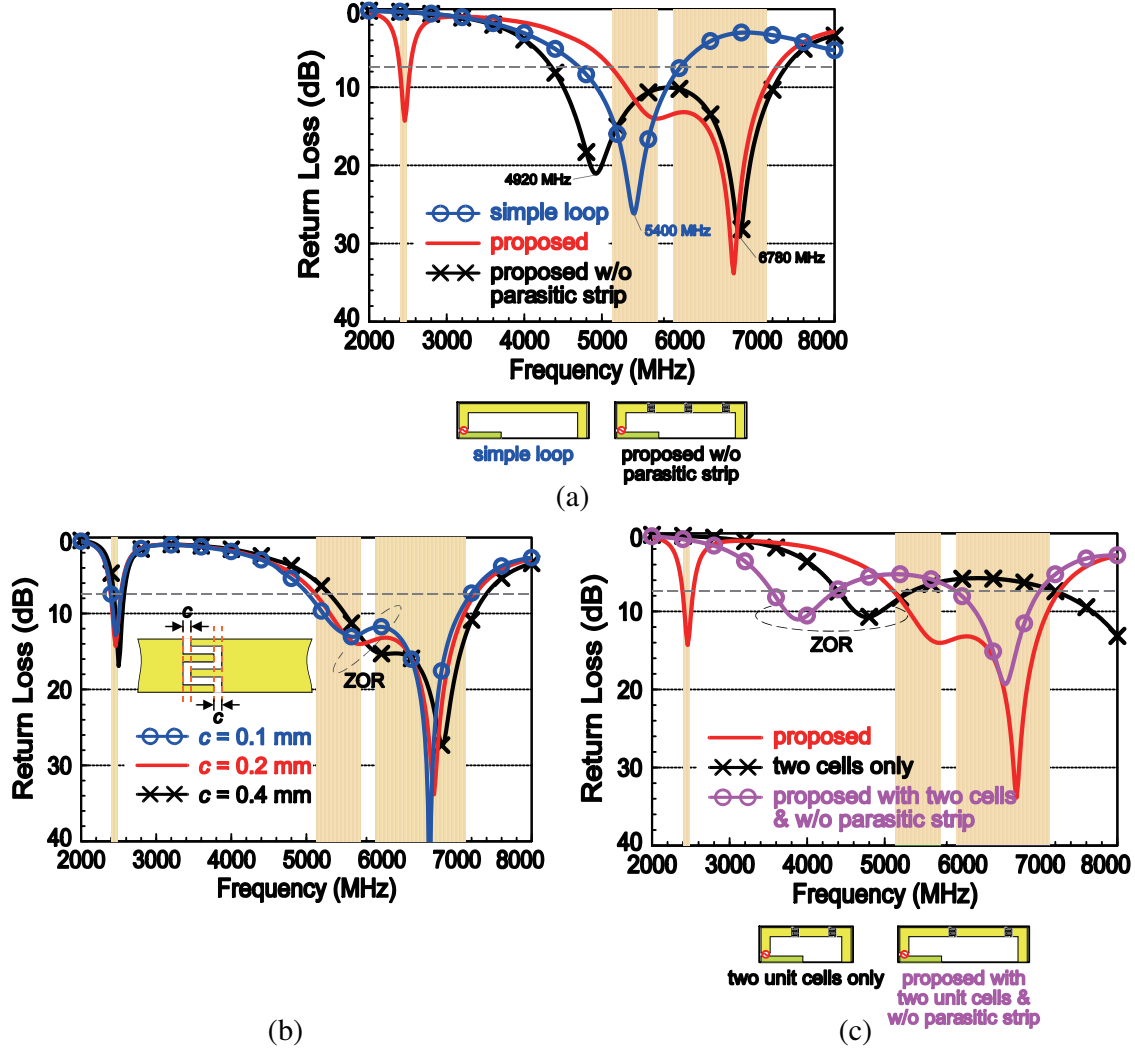 0
10
20
30
40
Return Loss (dB)
4920 MHz
5400 MHz
6780 MHz
simple loop
proposed
proposed w/o
parasitic strip
2000 3000 4000 5000 6000 7000 8000
Frequency (MHz)
simple loop
proposed w/o
parasitic strip
(a)
0
10
20
30
40
Return Loss (dB)
c
c
ZOR
c = 0.1 mm
c = 0.2 mm
c = 0.4 mm
2000 3000 4000 5000 6000 7000 8000
Frequency (MHz)
(b)
0
10
20
30
40
Return Loss (dB)
ZOR
proposed
two cells only
proposed with two cells
& w/o parasitic strip
2000 3000 4000 5000 6000 7000 8000
Frequency (MHz)
two unit cells only
proposed with
two unit cells &
w/o parasitic strip
(c)